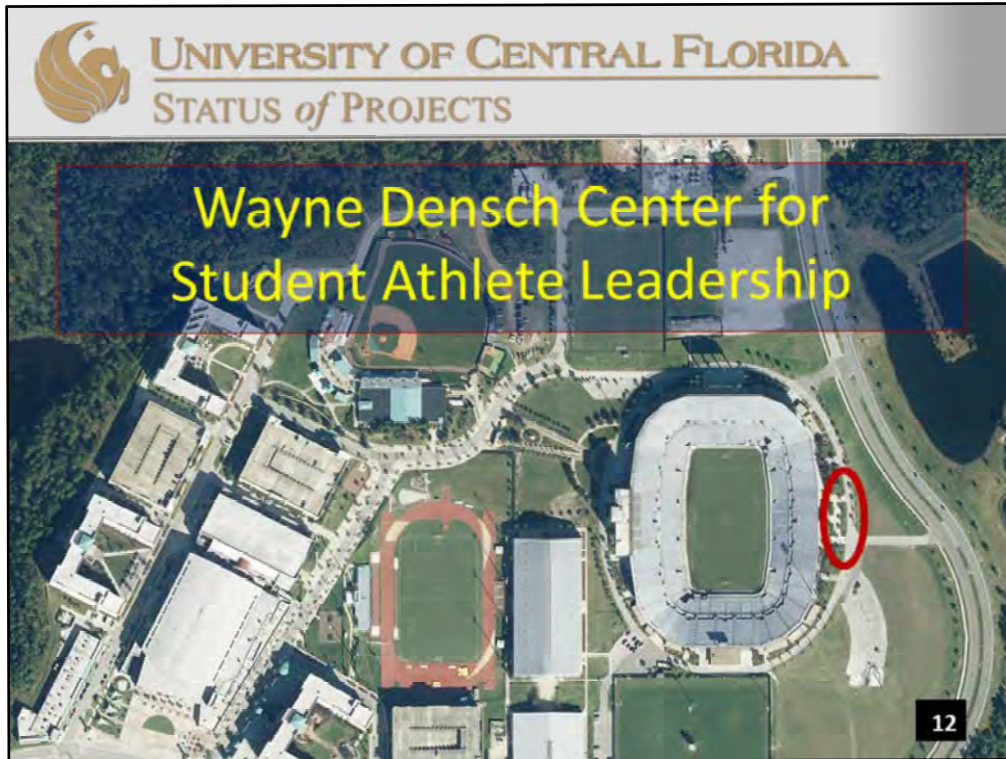 UNIVERSITY OF CENTRAL FLORIDA
STATUS of PROJECTS
Wayne Densch Center for
Student Athlete Leadership
12